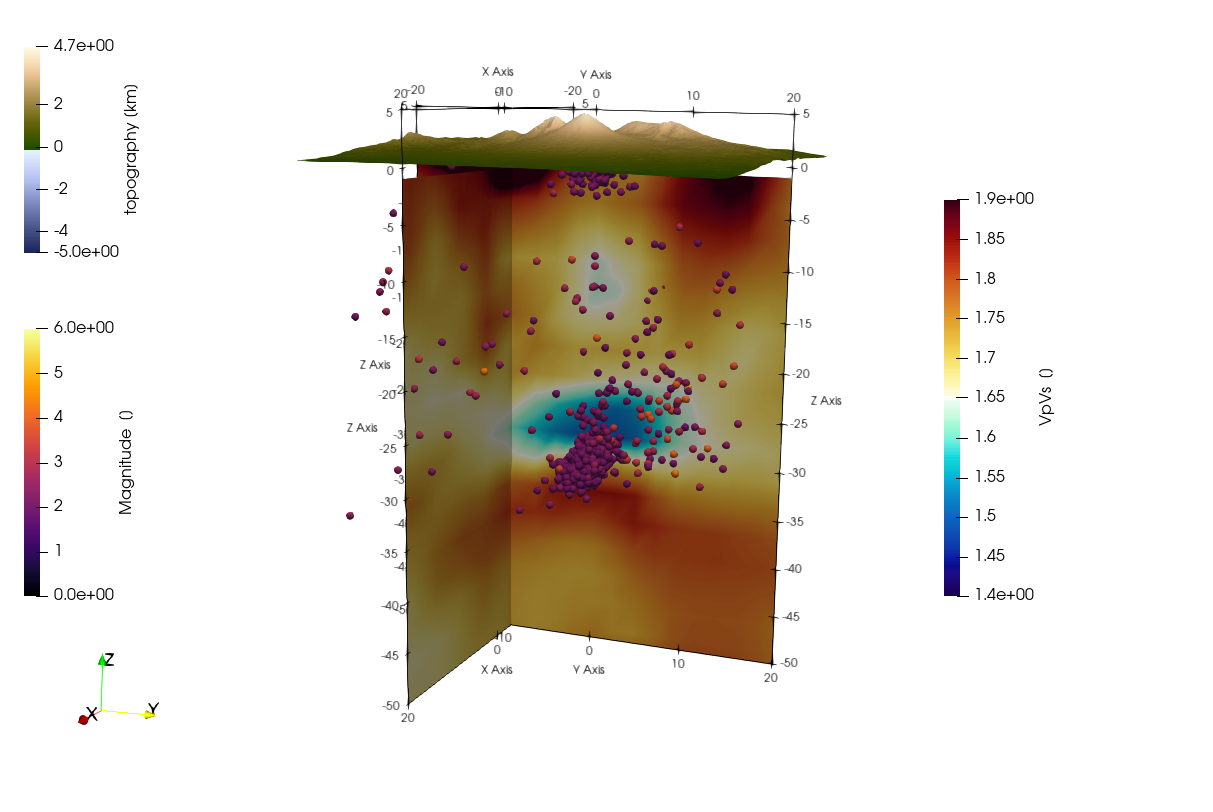 4.7e+00
2
0
-2
-4
-5.0e+00
topography (km)
6.0e+00
5
4
3
2
1
0.0e+00
Magnitude ()
X Axis
Y Axis
20
-20
-10
-20
0
10
20
5
5
5
0
-5
-15
-20
-25
-30
-35
-40
-45
-50
Z Axis
Z Axis
0
-5
-10
-15
-20
-25
-30
-35
-40
-45
-50
Z Axis
20
0
X Axis
0
10
20
Y Axis
1.9e+00
1.85
1.8
1.75
1.7
1.65
1.6
1.55
1.5
1.45
1.4e+00
VpVs ()
Z
X
Y